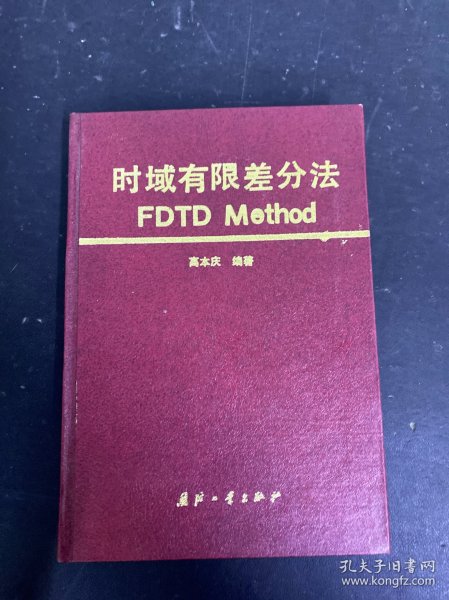 时域有限差分法
FDTD Method
高本庆 编著
国防工业出版社
孔夫子旧书网
www.kongfz.com